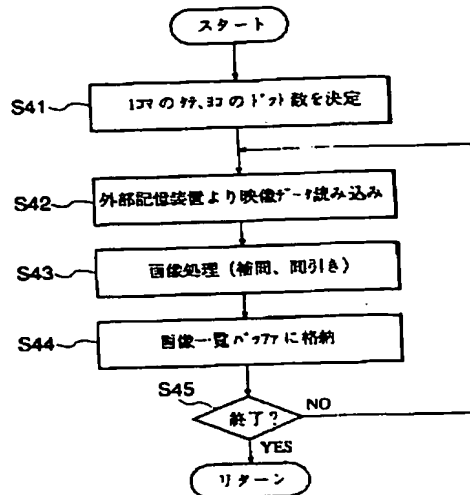 スタート
S41
1コマのタテ、ヨコのドット数を決定
S42
外部記憶装置より映像データ読み込み
S43
画像処理（補間、間引き）
S44
画像一覧バッファに格納
S45
終了？
NO
YES
リターン